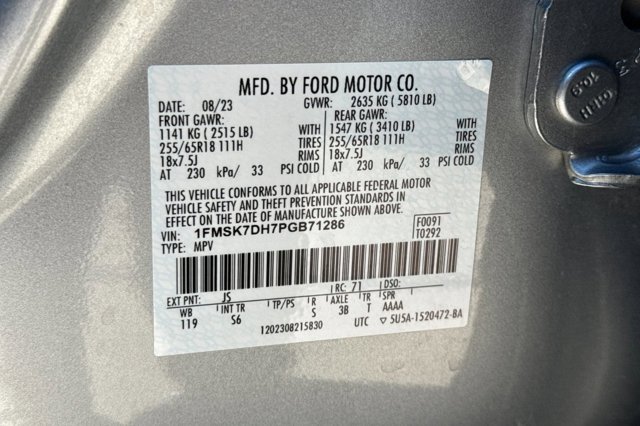 MFD. BY FORD MOTOR CO.
DATE: 08/23 GVWR: 2635 KG ( 5810 LB)
FRONT GAWR: REAR GAWR:
1141 KG ( 2515 LB) WITH 1547 KG ( 3410 LB) WITH
255/65R18 111H TIRES 255/65R18 111H TIRES
18x7.5J RIMS 18x7.5J RIMS
AT 230 kPa/ 33 PSI COLD AT 230 kPa/ 33 PSI COLD
THIS VEHICLE CONFORMS TO ALL APPLICABLE FEDERAL MOTOR
VEHICLE SAFETY AND THEFT PREVENTION STANDARDS IN
EFFECT ON THE DATE OF MANUFACTURE SHOWN ABOVE.
VIN: 1FMSK7DH7PGB71286 F0091
TYPE: MPV T0292
EXT PNT: JS RC: 71 DSO:
WB INT TR TP/PS R AXLE TR SPR
119 S6 S 3B T AAAA
1202308215830 UTC 5U5A-1520472-BA
10.9